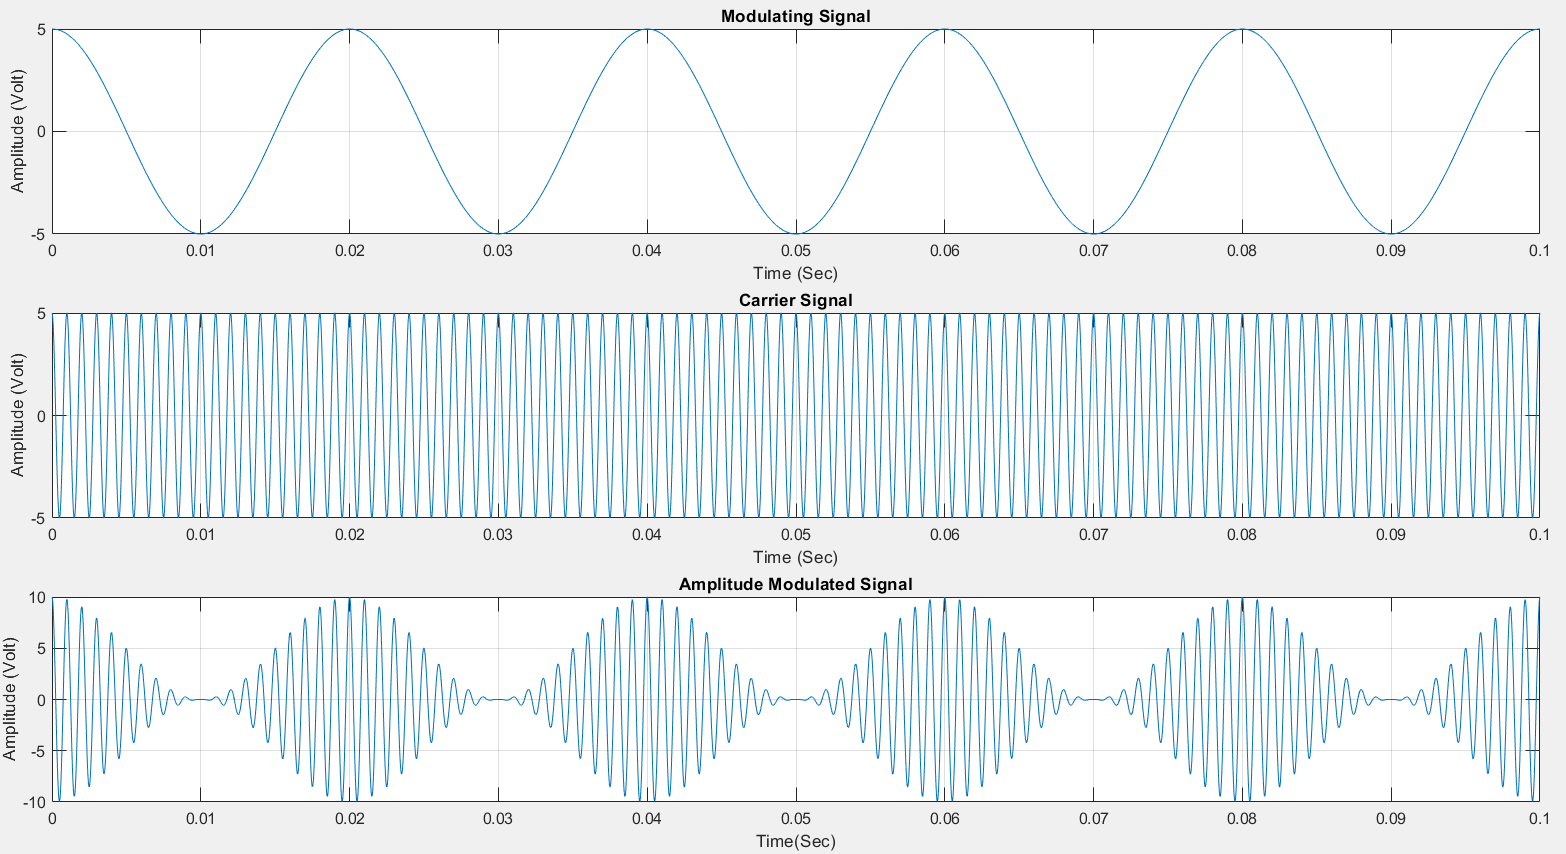 Modulating Signal
5
0
-5
Amplitude (Volt)
0 0.01 0.02 0.03 0.04 0.05 0.06 0.07 0.08 0.09 0.1
Time (Sec)
Carrier Signal
5
0
-5
Amplitude (Volt)
0 0.01 0.02 0.03 0.04 0.05 0.06 0.07 0.08 0.09 0.1
Time (Sec)
Amplitude Modulated Signal
10
5
0
-5
-10
Amplitude (Volt)
0 0.01 0.02 0.03 0.04 0.05 0.06 0.07 0.08 0.09 0.1
Time(Sec)